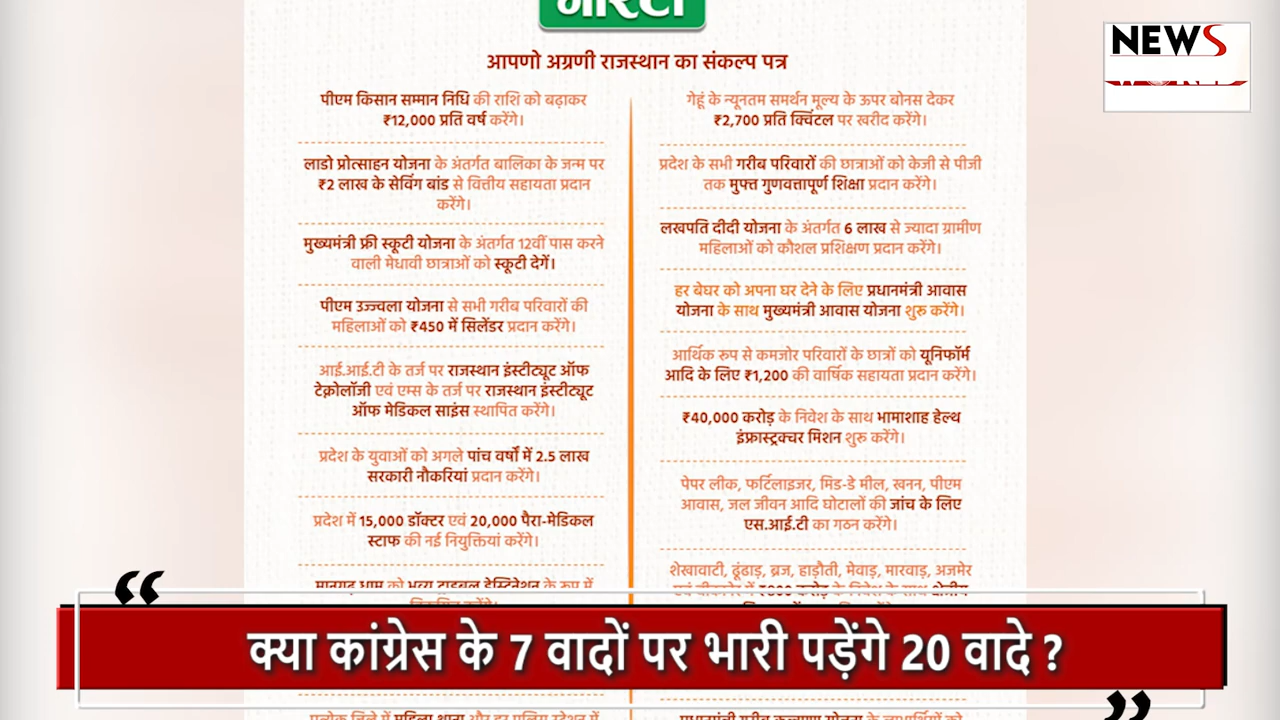 गारंटी
NEWS
आपणो अग्रणी राजस्थान का संकल्प पत्र
पीएम किसान सम्मान निधि की राशि को बढ़ाकर
₹12,000 प्रति वर्ष करेंगे।
लाडो प्रोत्साहन योजना के अंतर्गत बालिका के जन्म पर
₹2 लाख के सेविंग बांड से वित्तीय सहायता प्रदान
करेंगे।
मुख्यमंत्री फ्री स्कूटी योजना के अंतर्गत 12वीं पास करने
वाली मेधावी छात्राओं को स्कूटी देगें।
पीएम उज्ज्वला योजना से सभी गरीब परिवारों की
महिलाओं को ₹450 में सिलेंडर प्रदान करेंगे।
आई.आई.टी के तर्ज पर राजस्थान इंस्टीट्यूट ऑफ
टेक्नोलॉजी एवं एम्स के तर्ज पर राजस्थान इंस्टीट्यूट
ऑफ मेडिकल साइंस स्थापित करेंगे।
प्रदेश के युवाओं को अगले पांच वर्षों में 2.5 लाख
सरकारी नौकरियां प्रदान करेंगे।
प्रदेश में 15,000 डॉक्टर एवं 20,000 पैरा-मेडिकल
स्टाफ की नई नियुक्तियां करेंगे।
मानगढ़ धाम को भव्य ट्राइबल डेस्टिनेशन के रूप में
गेहूं के न्यूनतम समर्थन मूल्य के ऊपर बोनस देकर
₹2,700 प्रति क्विंटल पर खरीद करेंगे।
प्रदेश के सभी गरीब परिवारों की छात्राओं को केजी से पीजी
तक मुफ्त गुणवत्तापूर्ण शिक्षा प्रदान करेंगे।
लखपति दीदी योजना के अंतर्गत 6 लाख से ज्यादा ग्रामीण
महिलाओं को कौशल प्रशिक्षण प्रदान करेंगे।
हर बेघर को अपना घर देने के लिए प्रधानमंत्री आवास
योजना के साथ मुख्यमंत्री आवास योजना शुरू करेंगे।
आर्थिक रूप से कमजोर परिवारों के छात्रों को यूनिफॉर्म
आदि के लिए ₹1,200 की वार्षिक सहायता प्रदान करेंगे।
₹40,000 करोड़ के निवेश के साथ भामाशाह हेल्थ
इंफ्रास्ट्रक्चर मिशन शुरू करेंगे।
पेपर लीक, फर्टिलाइजर, मिड-डे मील, खनन, पीएम
आवास, जल जीवन आदि घोटालों की जांच के लिए
एस.आई.टी का गठन करेंगे।
शेखावाटी, ढूंढाड़, ब्रज, हाड़ौती, मेवाड़, मारवाड़, अजमेर
“ क्या कांग्रेस के 7 वादों पर भारी पड़ेंगे 20 वादे ? ”